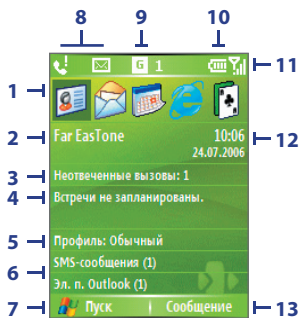 8 9 10
G 1
11
1
2 Far EasTone 10:06 12
24.07.2006
3 Неотвеченные вызовы: 1
4 Встречи не запланированы.
5 Профиль: Обычный
6 SMS-сообщения (1)
Эл. п. Outlook (1)
7 Пуск Сообщение 13